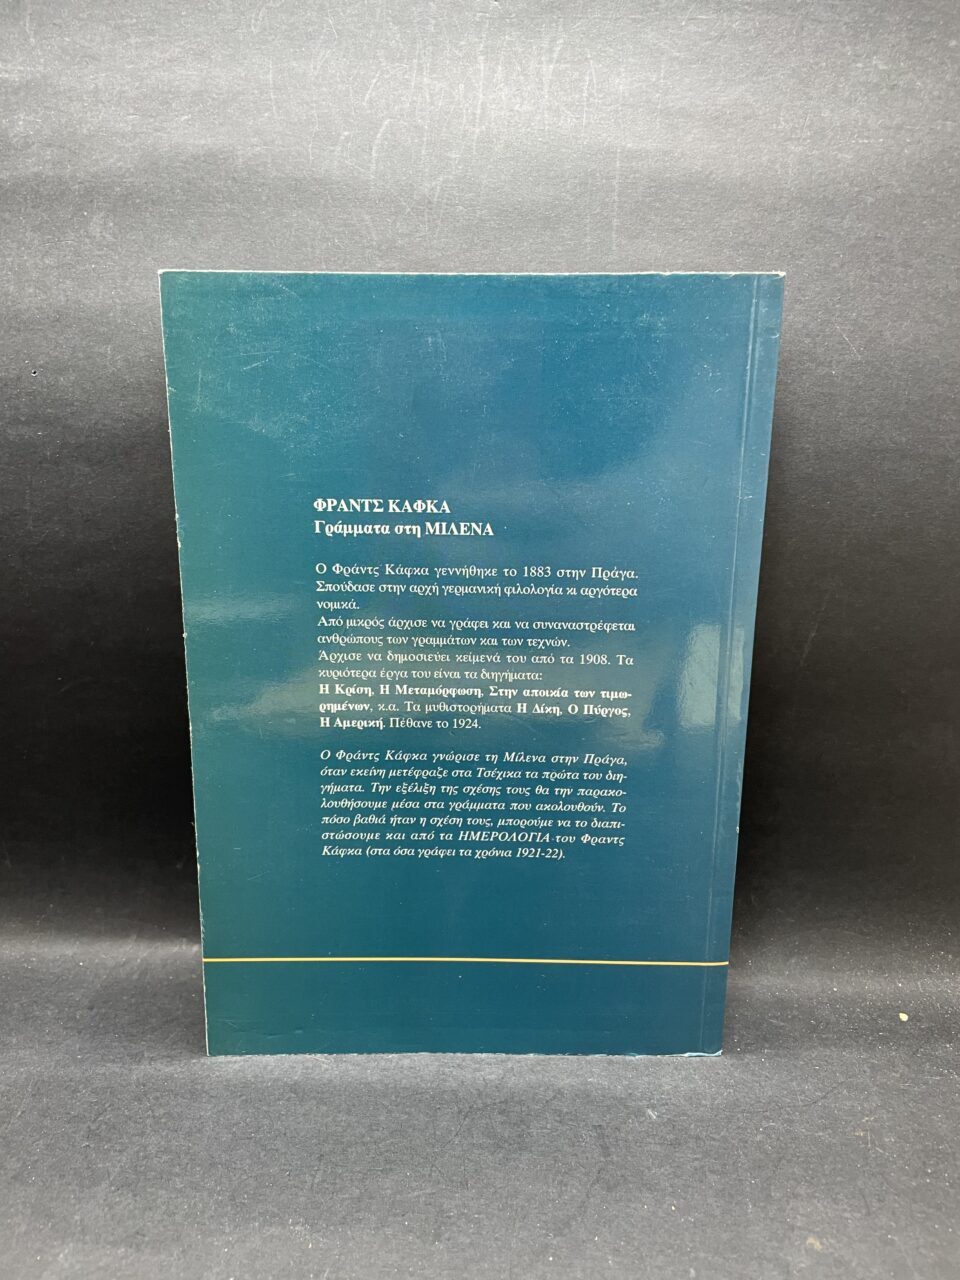 ΦΡΑΝΤΣ ΚΑΦΚΑ
Γράμματα στη ΜΙΛΕΝΑ
Ο Φράντς Κάφκα γεννήθηκε το 1883 στην Πράγα.
Σπούδασε στην αρχή γερμανική φιλολογία κι αργότερα
νομικά.
Από μικρός άρχισε να γράφει και να συναναστρέφεται
ανθρώπους των γραμμάτων και των τεχνών.
Άρχισε να δημοσιεύει κείμενά του από τα 1908. Τα
κυριότερα έργα του είναι τα διηγήματα:
Η Κρίση, Η Μεταμόρφωση, Στην αποικία των τιμω-
ρημένων, κ.α. Τα μυθιστορήματα Η Δίκη, Ο Πύργος,
Η Αμερική. Πέθανε το 1924.
Ο Φράντς Κάφκα γνώρισε τη Μίλενα στην Πράγα,
όταν εκείνη μετέφραζε στα Τσέχικα τα πρώτα του διη-
γήματα. Την εξέλιξη της σχέσης τους θα την παρακο-
λουθήσουμε μέσα στα γράμματα που ακολουθούν. Το
πόσο βαθιά ήταν η σχέση τους, μπορούμε να το διαπι-
στώσουμε και από τα ΗΜΕΡΟΛΟΓΙΑ του Φραντς
Κάφκα (στα όσα γράφει τα χρόνια 1921-22).